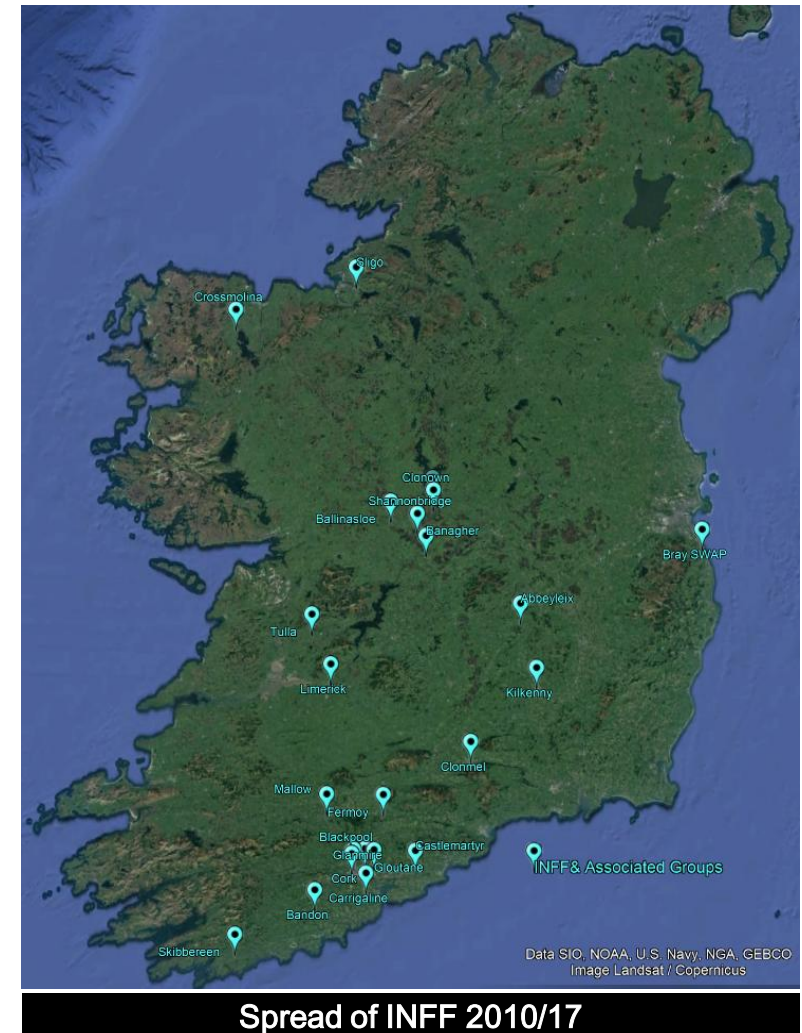 Sligo
Crossmolina
Clonown
Shannonbridge
Ballinasloe
Banagher
Bray SWAP
Abbeyleix
Tulla
Limerick
Kilkenny
Clonmel
Mallow
Fermoy
Blackpool
Castlemartyr
Glanmire
Gloutane
INFF& Associated Groups
Cork
Carrigaline
Bandon
Skibbereen
Data SIO, NOAA, U.S. Navy, NGA, GEBCO
Image Landsat / Copernicus
Spread of INFF 2010/17